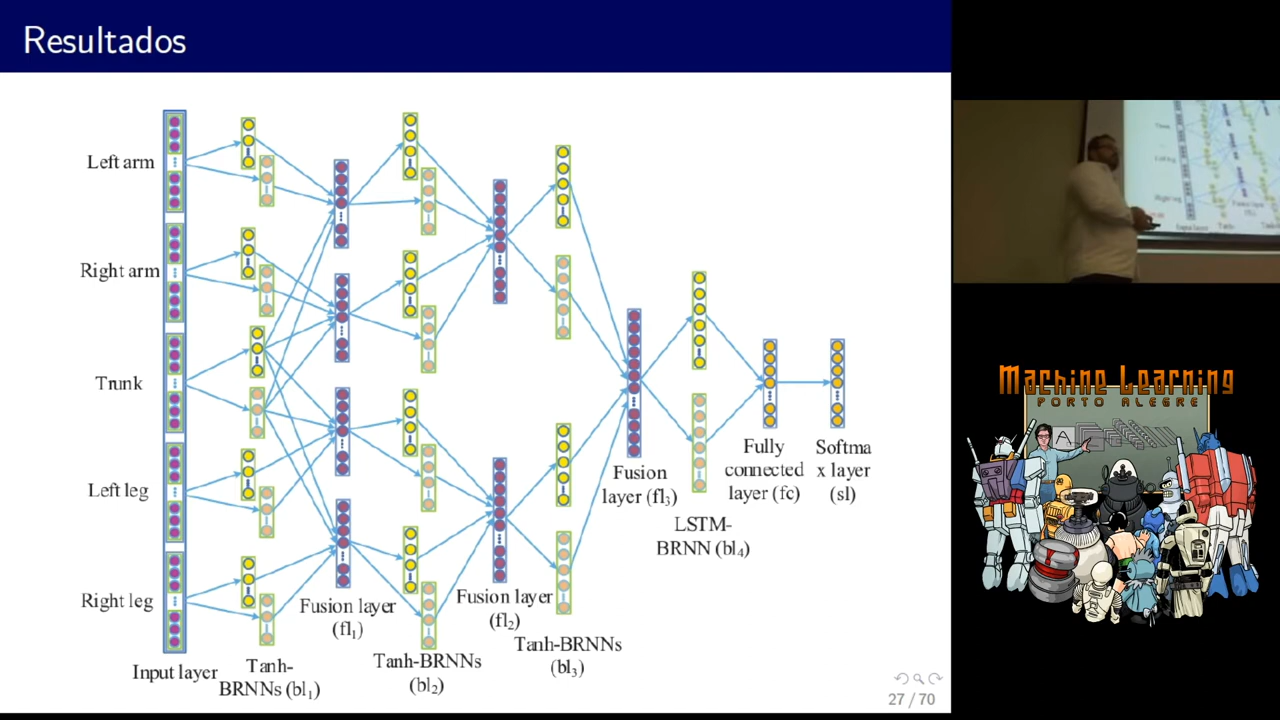 Resultados
Left arm
Right arm
Trunk
Left leg
Right leg
Input layer
Tanh-
BRNNs (bl₁)
Fusion layer
(fl₁)
Tanh-BRNNs
(bl₂)
Fusion layer
(fl₂)
Tanh-BRNNs
(bl₃)
Fusion
layer (fl₃)
LSTM-
BRNN (bl₄)
Fully
connected
layer (fc)
Softma
x layer
(sl)
27 / 70
Machine Learning
PORTO ALEGRE
A